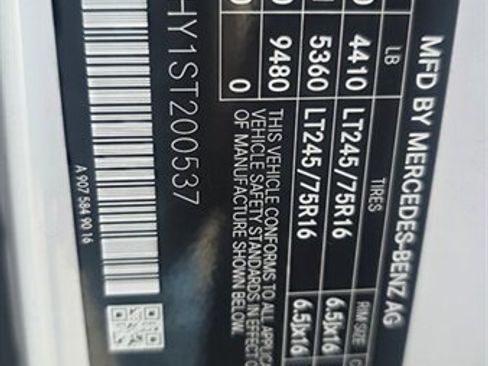 MFD BY MERCEDES-BENZ AG
LB TIRES RIM SIZE
4410 LT245/75R16 6.5Jx16
5360 LT245/75R16 6.5Jx16
9480
0
THIS VEHICLE CONFORMS TO ALL
VEHICLE SAFETY STANDARDS IN EFFECT
OF MANUFACTURE SHOWN BELOW.
HY1ST200537
A 907 584 90 16